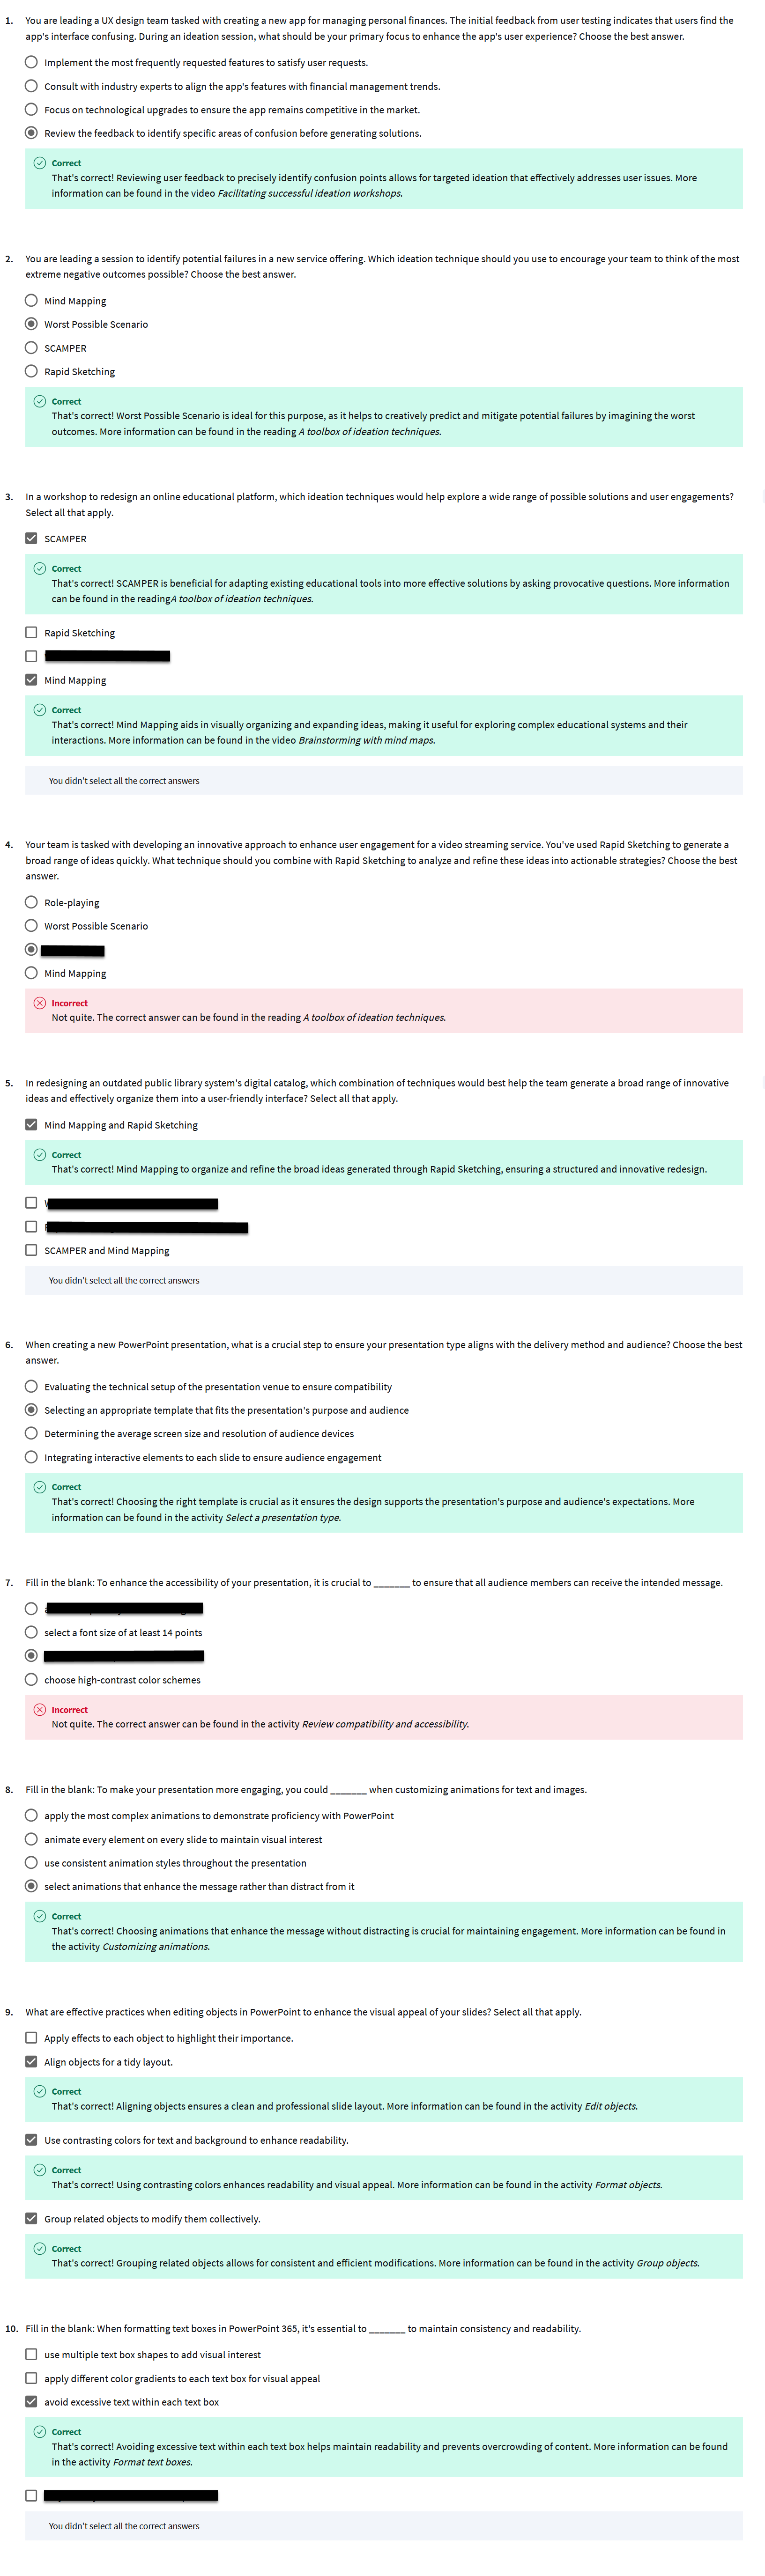 1. You are leading a UX design team tasked with creating a new app for managing personal finances. The initial feedback from user testing indicates that users find the
app's interface confusing. During an ideation session, what should be your primary focus to enhance the app's user experience? Choose the best answer.
Implement the most frequently requested features to satisfy user requests.
Consult with industry experts to align the app's features with financial management trends.
Focus on technological upgrades to ensure the app remains competitive in the market.
Review the feedback to identify specific areas of confusion before generating solutions.
Correct
That's correct! Reviewing user feedback to precisely identify confusion points allows for targeted ideation that effectively addresses user issues. More
information can be found in the video Facilitating successful ideation workshops.
2. You are leading a session to identify potential failures in a new service offering. Which ideation technique should you use to encourage your team to think of the most
extreme negative outcomes possible? Choose the best answer.
Mind Mapping
Worst Possible Scenario
SCAMPER
Rapid Sketching
Correct
That's correct! Worst Possible Scenario is ideal for this purpose, as it helps to creatively predict and mitigate potential failures by imagining the worst
outcomes. More information can be found in the reading A toolbox of ideation techniques.
3. In a workshop to redesign an online educational platform, which ideation techniques would help explore a wide range of possible solutions and user engagements?
Select all that apply.
SCAMPER
Correct
That's correct! SCAMPER is beneficial for adapting existing educational tools into more effective solutions by asking provocative questions. More information
can be found in the readingA toolbox of ideation techniques.
Rapid Sketching
Mind Mapping
Correct
That's correct! Mind Mapping aids in visually organizing and expanding ideas, making it useful for exploring complex educational systems and their
interactions. More information can be found in the video Brainstorming with mind maps.
You didn't select all the correct answers
4. Your team is tasked with developing an innovative approach to enhance user engagement for a video streaming service. You've used Rapid Sketching to generate a
broad range of ideas quickly. What technique should you combine with Rapid Sketching to analyze and refine these ideas into actionable strategies? Choose the best
answer.
Role-playing
Worst Possible Scenario
Mind Mapping
Incorrect
Not quite. The correct answer can be found in the reading A toolbox of ideation techniques.
5. In redesigning an outdated public library system's digital catalog, which combination of techniques would best help the team generate a broad range of innovative
ideas and effectively organize them into a user-friendly interface? Select all that apply.
Mind Mapping and Rapid Sketching
Correct
That's correct! Mind Mapping to organize and refine the broad ideas generated through Rapid Sketching, ensuring a structured and innovative redesign.
SCAMPER and Mind Mapping
You didn't select all the correct answers
6. When creating a new PowerPoint presentation, what is a crucial step to ensure your presentation type aligns with the delivery method and audience? Choose the best
answer.
Evaluating the technical setup of the presentation venue to ensure compatibility
Selecting an appropriate template that fits the presentation's purpose and audience
Determining the average screen size and resolution of audience devices
Integrating interactive elements to each slide to ensure audience engagement
Correct
That's correct! Choosing the right template is crucial as it ensures the design supports the presentation's purpose and audience's expectations. More
information can be found in the activity Select a presentation type.
7. Fill in the blank: To enhance the accessibility of your presentation, it is crucial to _______ to ensure that all audience members can receive the intended message.
select a font size of at least 14 points
choose high-contrast color schemes
Incorrect
Not quite. The correct answer can be found in the activity Review compatibility and accessibility.
8. Fill in the blank: To make your presentation more engaging, you could _______ when customizing animations for text and images.
apply the most complex animations to demonstrate proficiency with PowerPoint
animate every element on every slide to maintain visual interest
use consistent animation styles throughout the presentation
select animations that enhance the message rather than distract from it
Correct
That's correct! Choosing animations that enhance the message without distracting is crucial for maintaining engagement. More information can be found in
the activity Customizing animations.
9. What are effective practices when editing objects in PowerPoint to enhance the visual appeal of your slides? Select all that apply.
Apply effects to each object to highlight their importance.
Align objects for a tidy layout.
Correct
That's correct! Aligning objects ensures a clean and professional slide layout. More information can be found in the activity Edit objects.
Use contrasting colors for text and background to enhance readability.
Correct
That's correct! Using contrasting colors enhances readability and visual appeal. More information can be found in the activity Format objects.
Group related objects to modify them collectively.
Correct
That's correct! Grouping related objects allows for consistent and efficient modifications. More information can be found in the activity Group objects.
10. Fill in the blank: When formatting text boxes in PowerPoint 365, it's essential to _______ to maintain consistency and readability.
use multiple text box shapes to add visual interest
apply different color gradients to each text box for visual appeal
avoid excessive text within each text box
Correct
That's correct! Avoiding excessive text within each text box helps maintain readability and prevents overcrowding of content. More information can be found
in the activity Format text boxes.
You didn't select all the correct answers